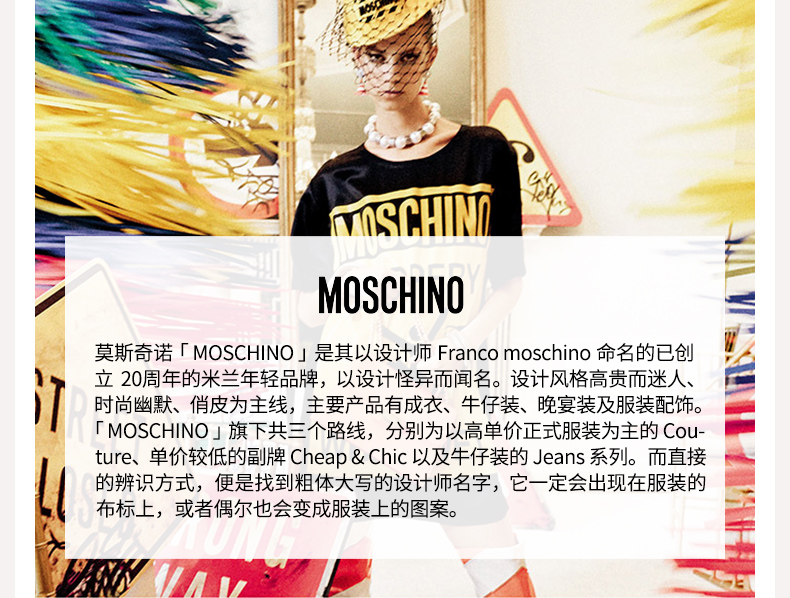 MOSCHINO
MOSCHINO
莫斯奇诺「MOSCHINO」是其以设计师 Franco moschino 命名的已创
立 20周年的米兰年轻品牌，以设计怪异而闻名。设计风格高贵而迷人、
时尚幽默、俏皮为主线，主要产品有成衣、牛仔装、晚宴装及服装配饰。
「MOSCHINO」旗下共三个路线，分别为以高单价正式服装为主的 Cou-
ture、单价较低的副牌 Cheap & Chic 以及牛仔装的 Jeans 系列。而直接
的辨识方式，便是找到粗体大写的设计师名字，它一定会出现在服装的
布标上，或者偶尔也会变成服装上的图案。